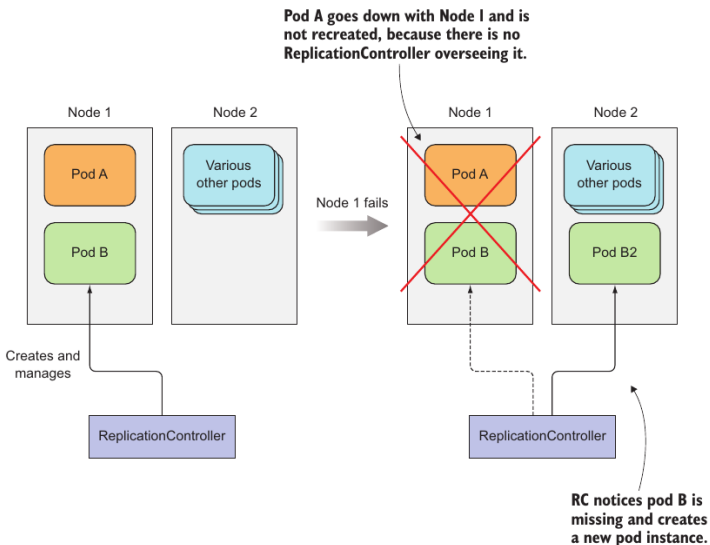 Pod A goes down with Node 1 and is
not recreated, because there is no
ReplicationController overseeing it.
Node 1
Node 2
Pod A
Various
other pods
Pod B
Creates and
manages
ReplicationController
Node 1 fails
Node 1
Node 2
Pod A
Various
other pods
Pod B
Pod B2
ReplicationController
RC notices pod B is
missing and creates
a new pod instance.